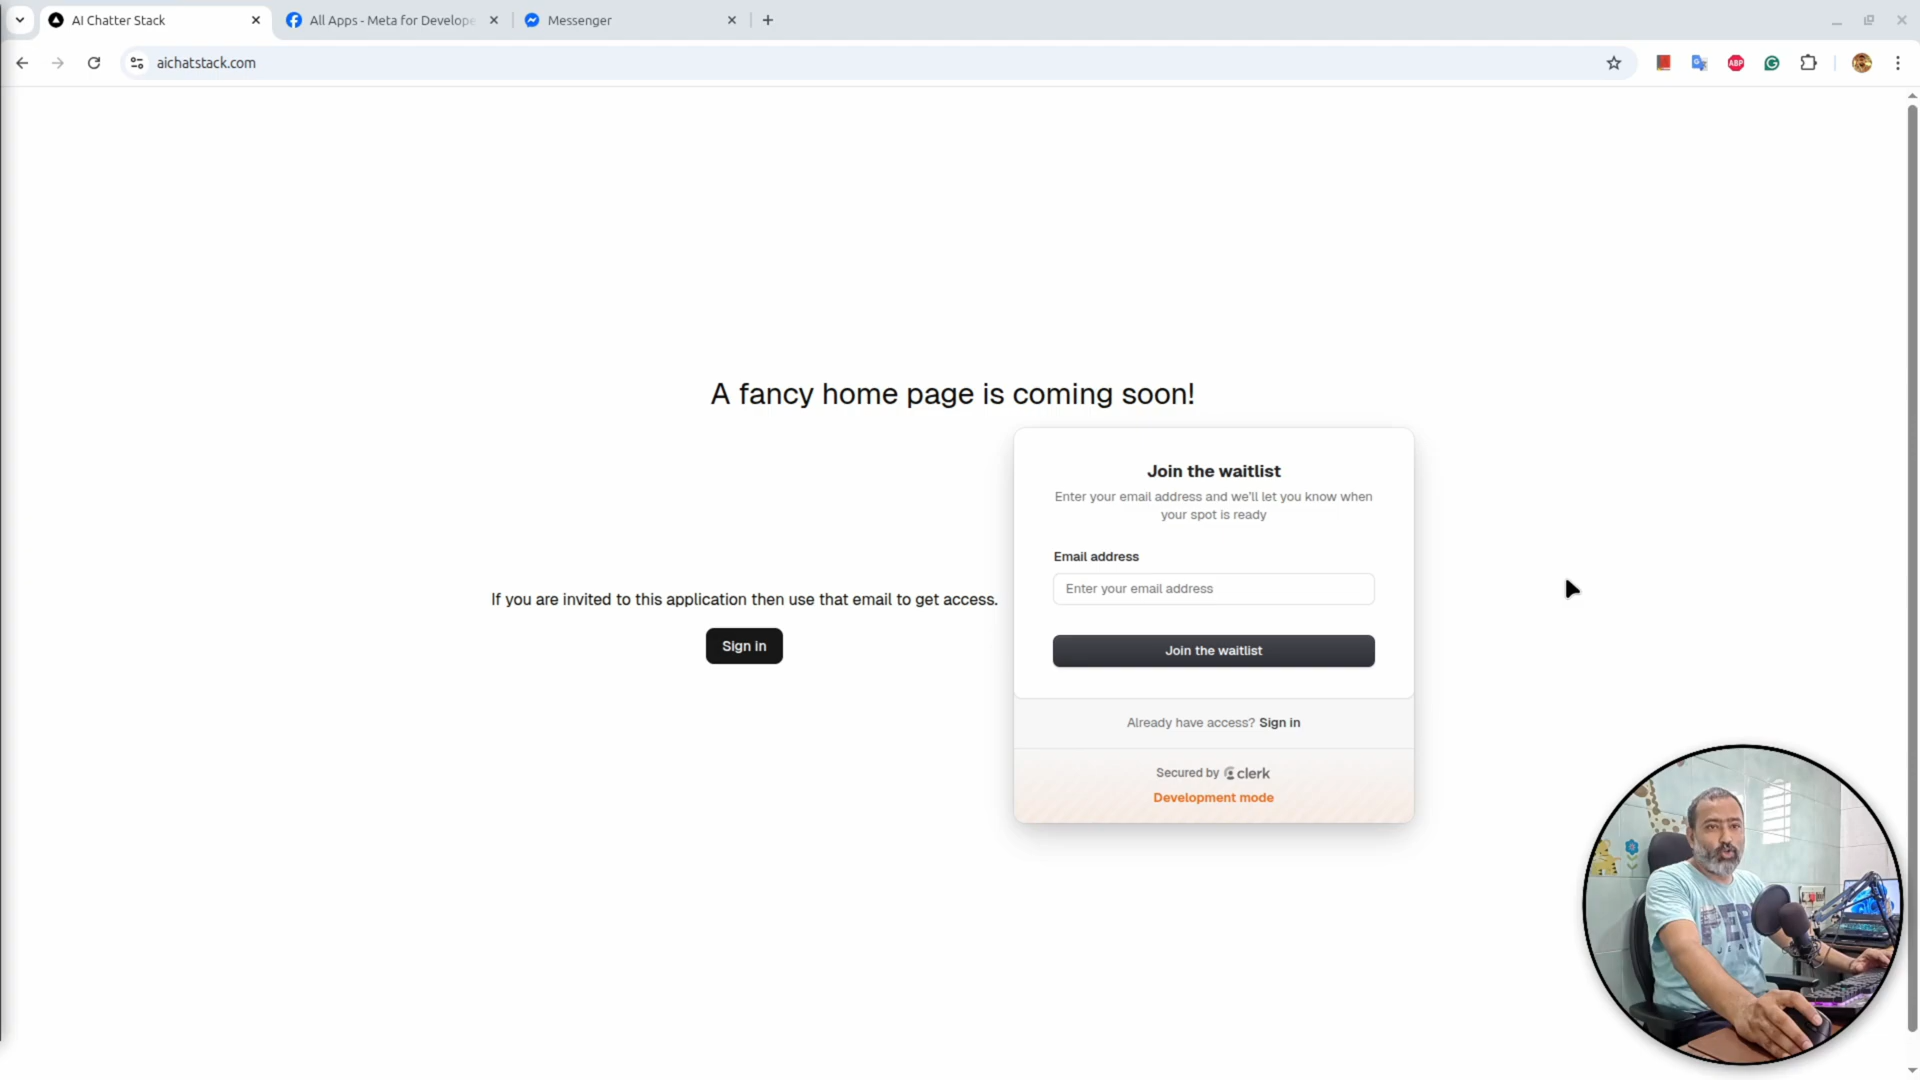 AI Chatter Stack
All Apps - Meta for Develope
Messenger
aichatstack.com
ABP
A fancy home page is coming soon!
Join the waitlist
Enter your email address and we'll let you know when
your spot is ready
Email address
Enter your email address
If you are invited to this application then use that email to get access.
Sign in
Join the waitlist
Already have access? Sign in
Secured by clerk
Development mode